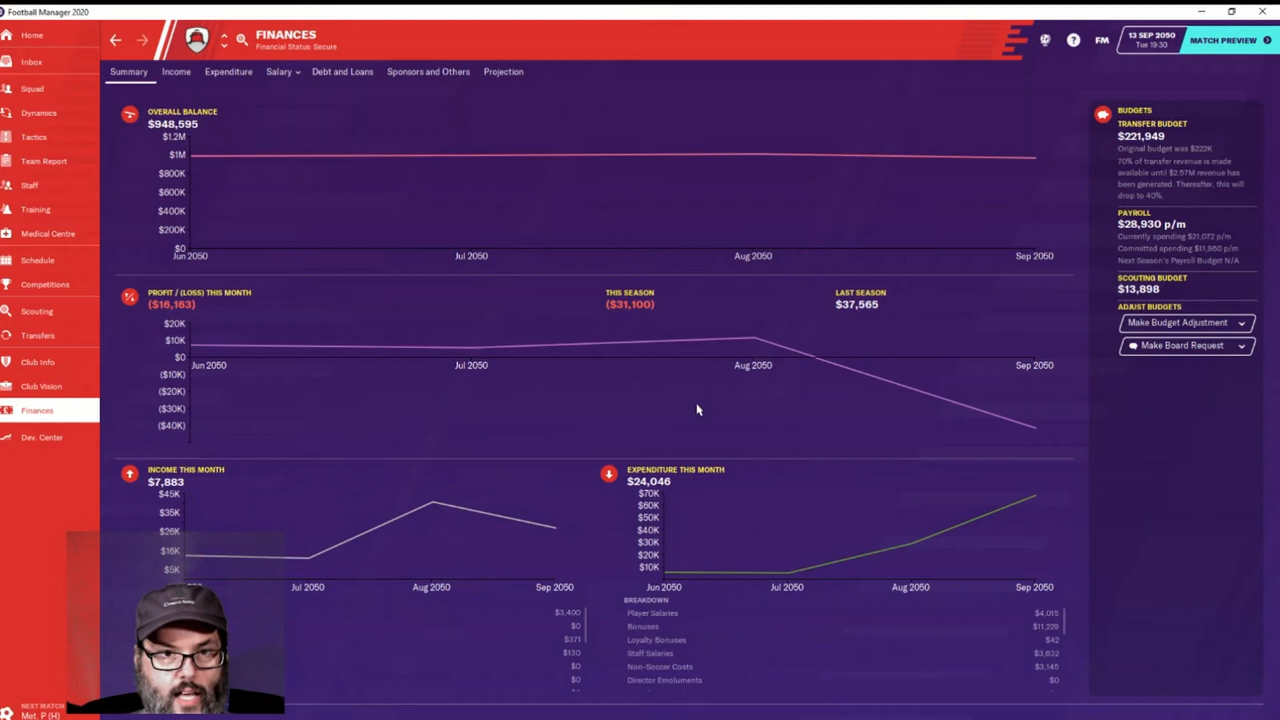 Football Manager 2020
Home
Inbox
Squad
Dynamics
Tactics
Team Report
Staff
Training
Medical Centre
Schedule
Competitions
Scouting
Transfers
Club Info
Club Vision
Finances
Dev. Center
NEXT MATCH
Met. P (H)
FINANCES
Financial Status: Secure
FM
13 SEP 2050
Tue 19:30
MATCH PREVIEW
Summary
Income
Expenditure
Salary
Debt and Loans
Sponsors and Others
Projection
OVERALL BALANCE
$948,595
$1.2M
$1M
$800K
$600K
$400K
$200K
$0
Jun 2050
Jul 2050
Aug 2050
Sep 2050
PROFIT / (LOSS) THIS MONTH
($16,163)
THIS SEASON
($31,100)
LAST SEASON
$37,565
$20K
$10K
$0
($10K)
($20K)
($30K)
($40K)
Jun 2050
Jul 2050
Aug 2050
Sep 2050
INCOME THIS MONTH
$7,883
$45K
$35K
$26K
$16K
$5K
Jul 2050
Aug 2050
Sep 2050
$3,400
$0
$371
$130
$0
$0
EXPENDITURE THIS MONTH
$24,046
$70K
$60K
$50K
$40K
$30K
$20K
$10K
Jun 2050
Jul 2050
Aug 2050
Sep 2050
BREAKDOWN
Player Salaries $4,015
Bonuses $11,229
Loyalty Bonuses $42
Staff Salaries $3,632
Non-Soccer Costs $3,145
Director Emoluments $0
BUDGETS
TRANSFER BUDGET
$221,949
Original budget was $222K
70% of transfer revenue is made
available until $2.57M revenue has
been generated. Thereafter, this will
drop to 40%.
PAYROLL
$28,930 p/m
Currently spending $21,072 p/m
Committed spending $11,960 p/m
Next Season's Payroll Budget N/A
SCOUTING BUDGET
$13,898
ADJUST BUDGETS
Make Budget Adjustment
Make Board Request